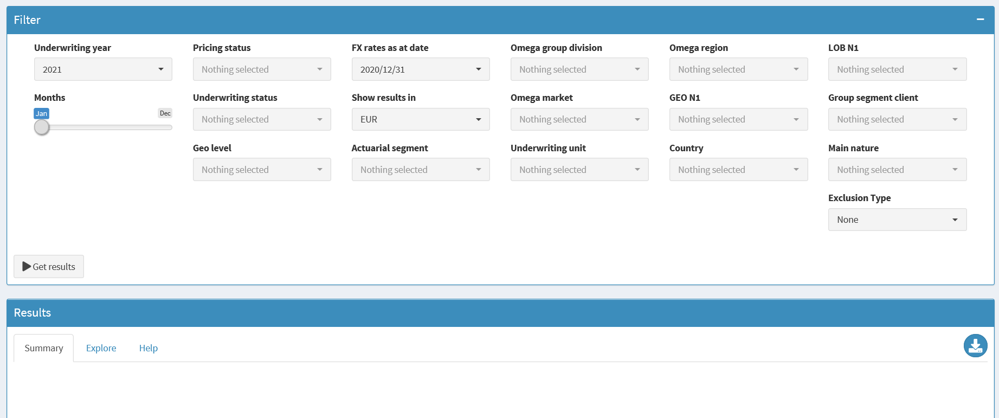 Filter
Underwriting year
Pricing status
FX rates as at date
Omega group division
Omega region
LOB N1
2021
Nothing selected
2020/12/31
Nothing selected
Nothing selected
Nothing selected
Months
Underwriting status
Show results in
Omega market
GEO N1
Group segment client
Jan
Dec
Nothing selected
EUR
Nothing selected
Nothing selected
Nothing selected
Geo level
Actuarial segment
Underwriting unit
Country
Main nature
Nothing selected
Nothing selected
Nothing selected
Nothing selected
Nothing selected
Exclusion Type
None
Get results
Results
Summary
Explore
Help